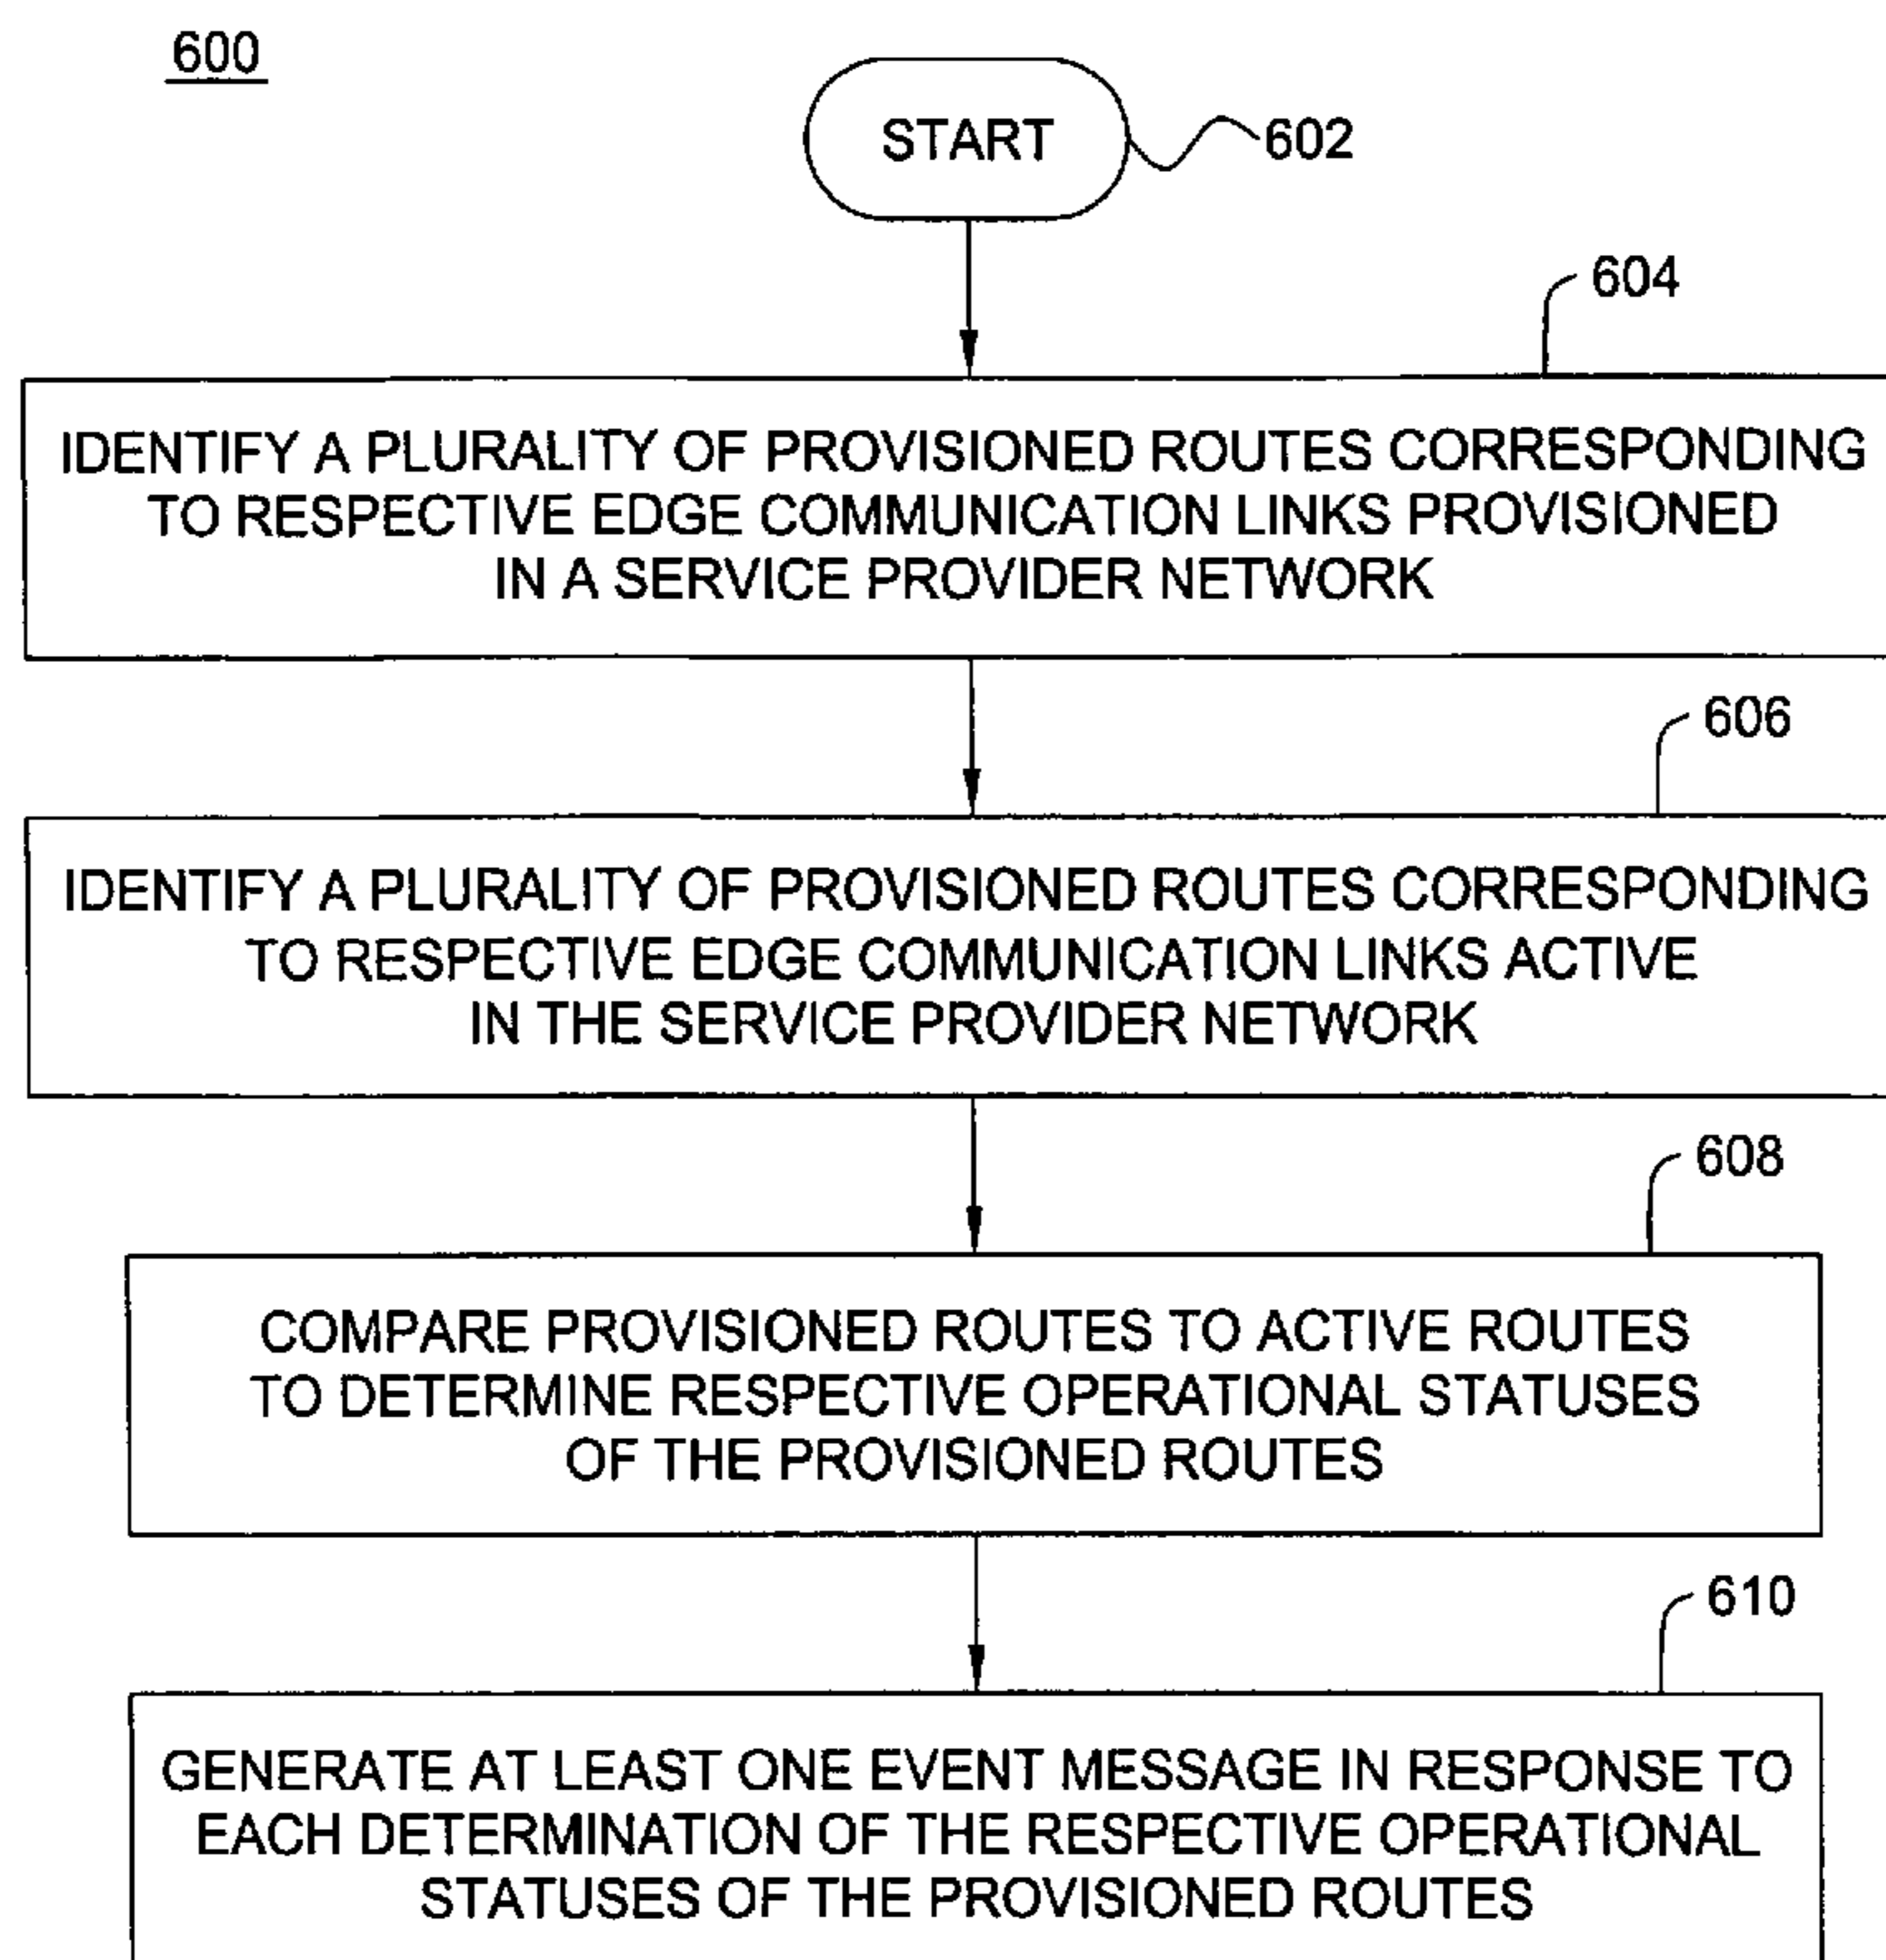 600
START
602
604
IDENTIFY A PLURALITY OF PROVISIONED ROUTES CORRESPONDING
TO RESPECTIVE EDGE COMMUNICATION LINKS PROVISIONED
IN A SERVICE PROVIDER NETWORK
606
IDENTIFY A PLURALITY OF PROVISIONED ROUTES CORRESPONDING
TO RESPECTIVE EDGE COMMUNICATION LINKS ACTIVE
IN THE SERVICE PROVIDER NETWORK
608
COMPARE PROVISIONED ROUTES TO ACTIVE ROUTES
TO DETERMINE RESPECTIVE OPERATIONAL STATUSES
OF THE PROVISIONED ROUTES
610
GENERATE AT LEAST ONE EVENT MESSAGE IN RESPONSE TO
EACH DETERMINATION OF THE RESPECTIVE OPERATIONAL
STATUSES OF THE PROVISIONED ROUTES